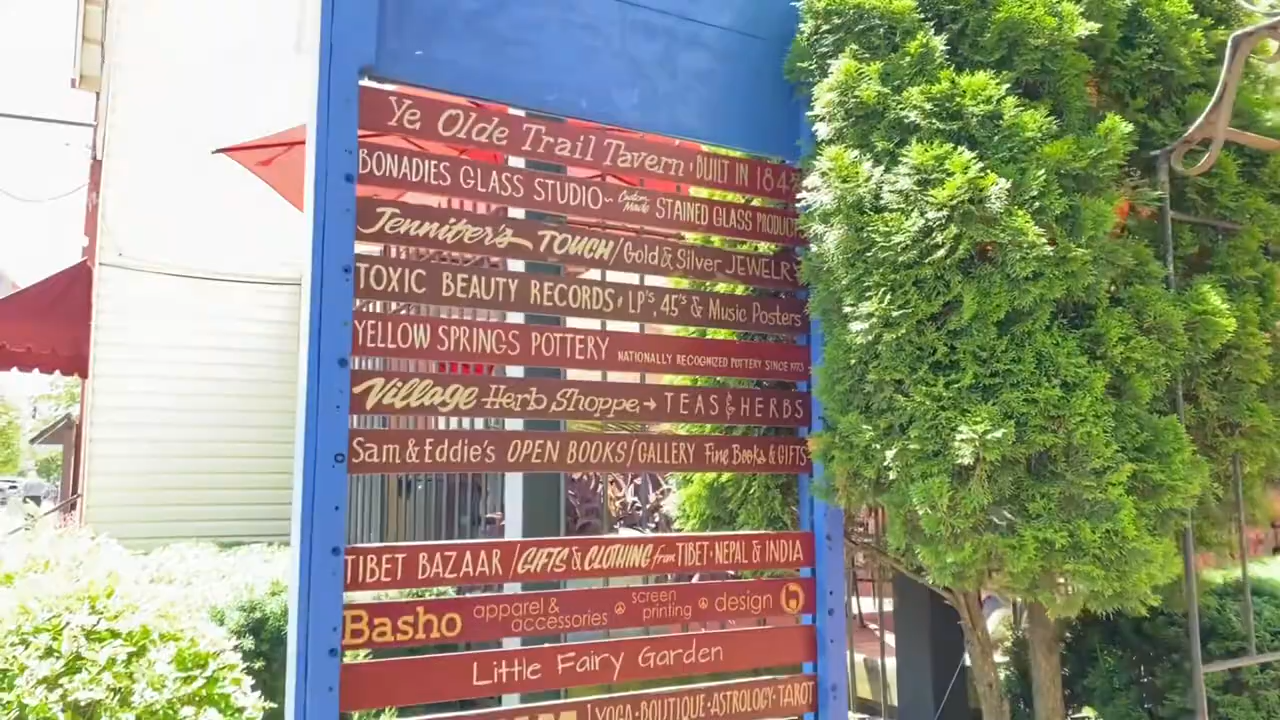 Ye Olde Trail Tavern · BUILT IN 184
BONADIES GLASS STUDIO~ Custom Made STAINED GLASS PRODUCT
Jennifer's TOUCH/Gold & Silver JEWELRY
TOXIC BEAUTY RECORDS · LP's, 45's & Music Posters
YELLOW SPRINGS POTTERY NATIONALLY RECOGNIZED POTTERY SINCE 1973
Village Herb Shoppe → TEAS & HERBS
Sam & Eddie's OPEN BOOKS/GALLERY Fine Books & GIFTS
TIBET BAZAAR / GIFTS & CLOTHING from TIBET · NEPAL & INDIA
Basho apparel & accessories ☮ screen printing ☮ design
Little Fairy Garden
YOGA · BOUTIQUE · ASTROLOGY · TAROT